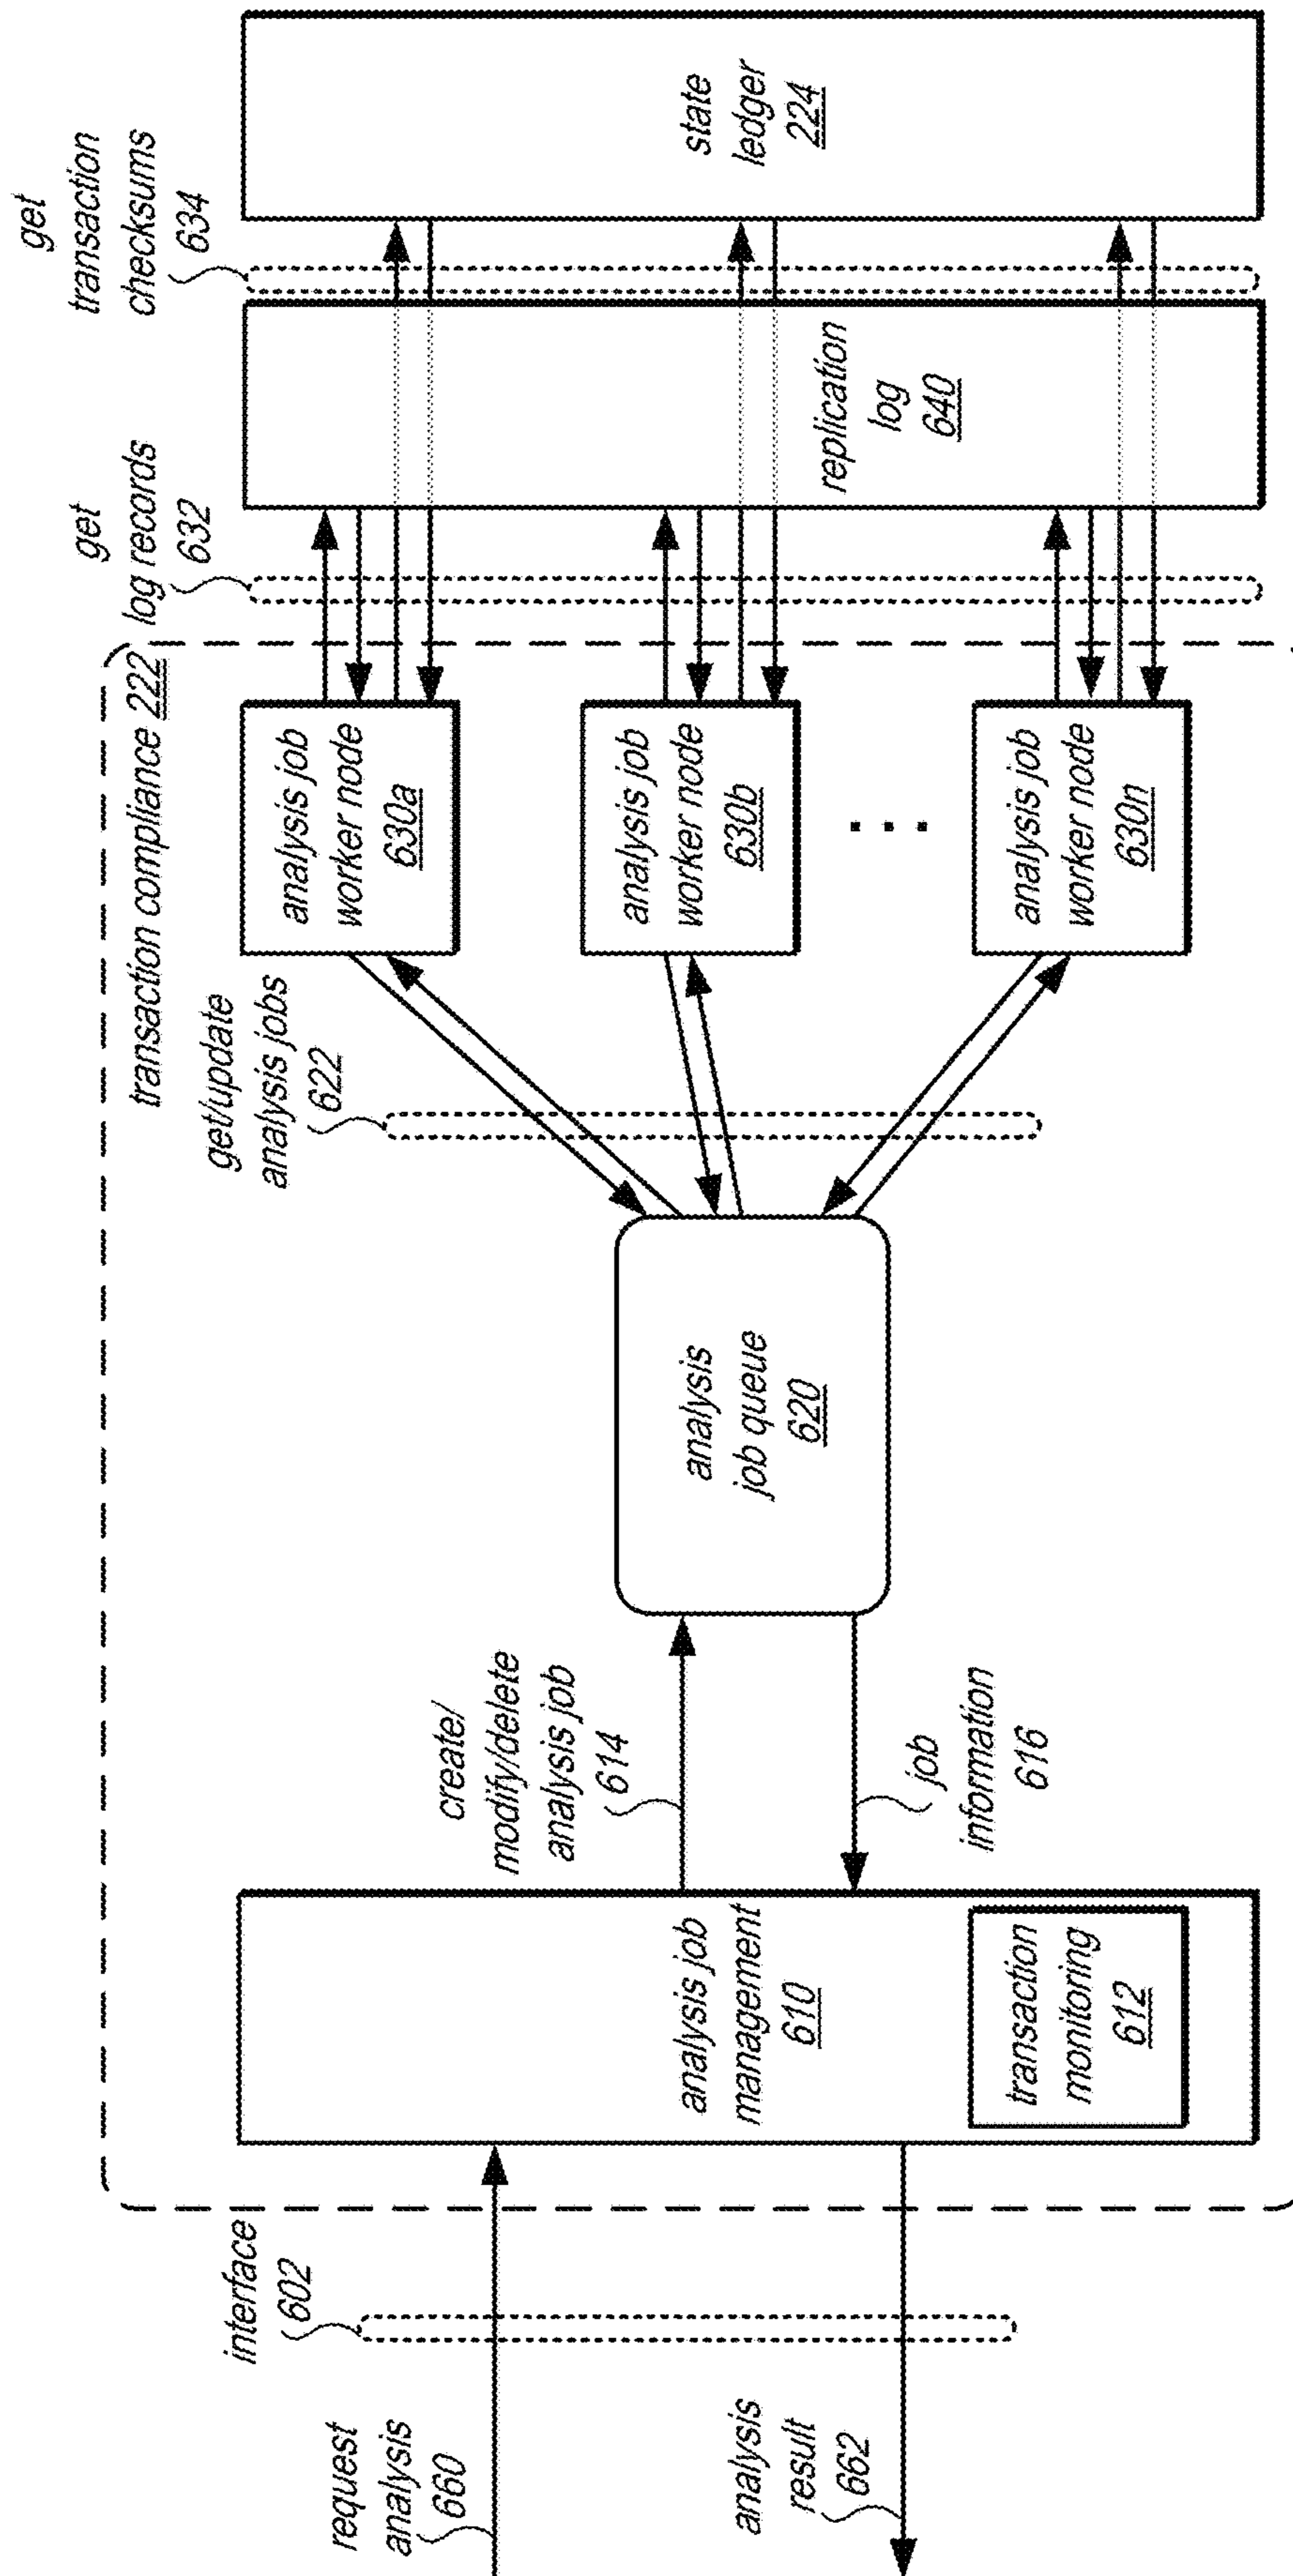 request
analysis
660
analysis
result
662
interface
602
transaction compliance 222
analysis job
management
610
transaction
monitoring
612
create/
modify/delete
analysis job
614
job
information
616
analysis
job queue
620
get/update
analysis jobs
622
analysis job
worker node
630a
analysis job
worker node
630b
. . .
analysis job
worker node
630n
get
log records
632
replication
log
640
get
transaction
checksums
634
state
ledger
224